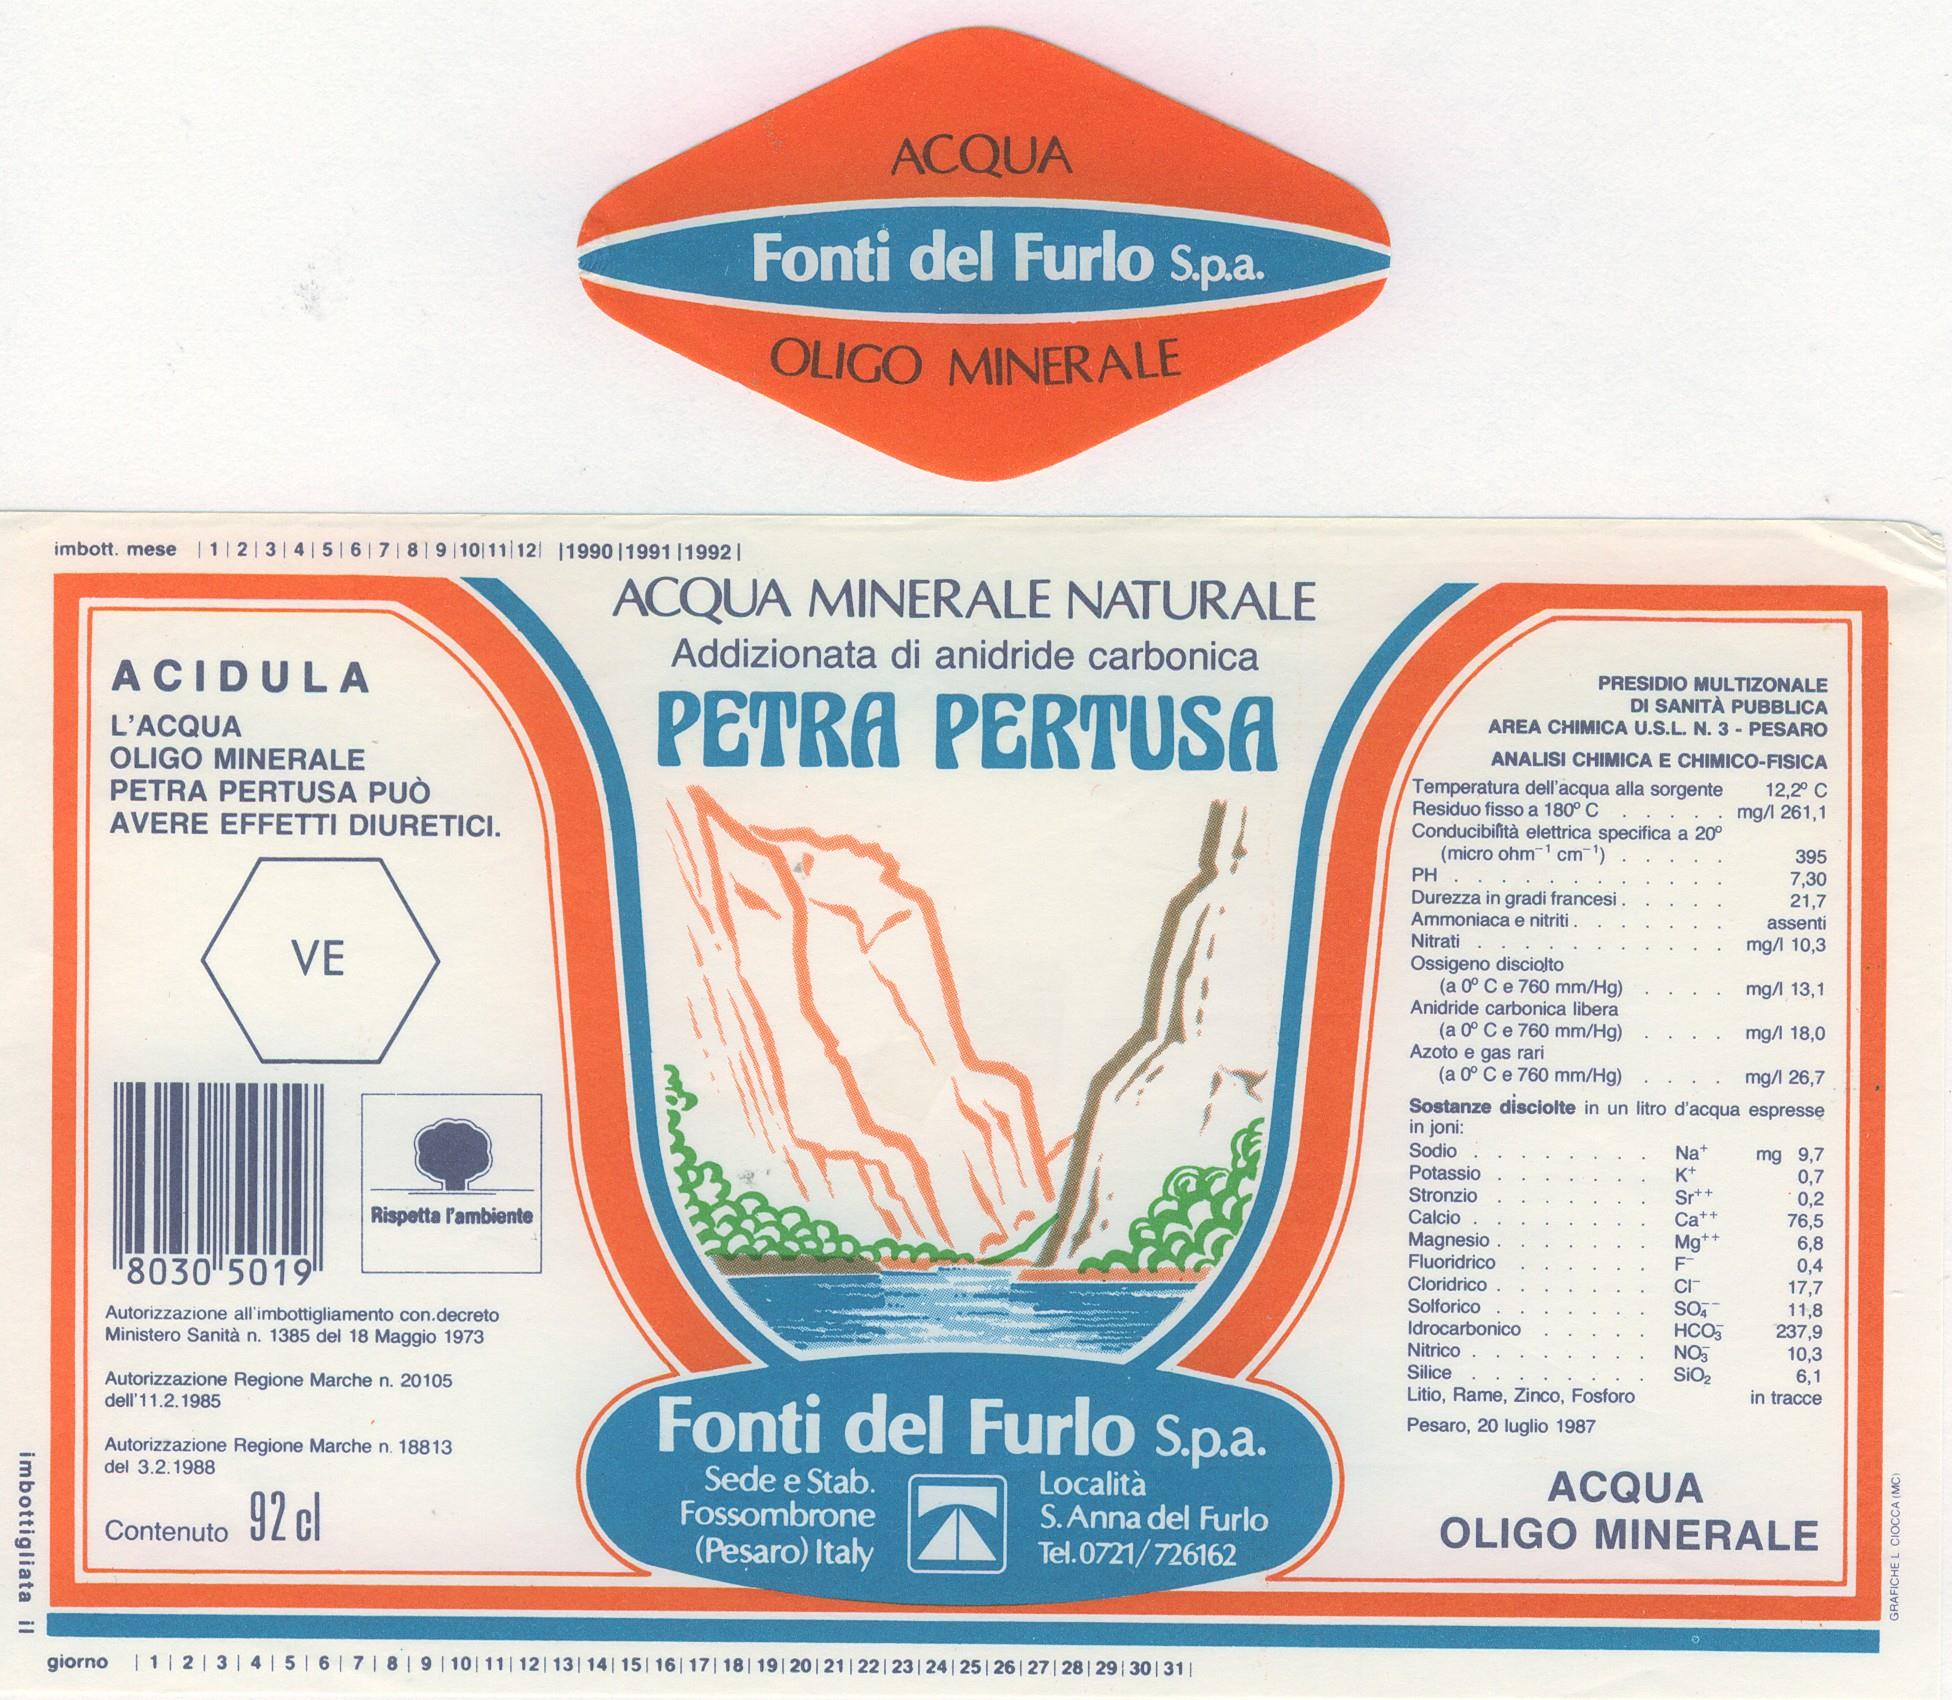 ACQUA
Fonti del Furlo S.p.a.
OLIGO MINERALE
imbott. mese |1|2|3|4|5|6|7|8|9|10|11|12| |1990|1991|1992|
ACQUA MINERALE NATURALE
Addizionata di anidride carbonica
PETRA PERTUSA
ACIDULA
L'ACQUA
OLIGO MINERALE
PETRA PERTUSA PUÒ
AVERE EFFETTI DIURETICI.
VE
Rispetta l'ambiente
8030 5019
Autorizzazione all'imbottigliamento con.decreto
Ministero Sanità n. 1385 del 18 Maggio 1973
Autorizzazione Regione Marche n. 20105
dell'11.2.1985
Autorizzazione Regione Marche n. 18813
del 3.2.1988
Contenuto 92 cl
Fonti del Furlo S.p.a.
Sede e Stab.
Fossombrone
(Pesaro) Italy
Località
S. Anna del Furlo
Tel. 0721/726162
PRESIDIO MULTIZONALE
DI SANITÀ PUBBLICA
AREA CHIMICA U.S.L. N. 3 - PESARO
ANALISI CHIMICA E CHIMICO-FISICA
Temperatura dell'acqua alla sorgente 12,2º C
Residuo fisso a 180º C . . . . . mg/l 261,1
Conducibilità elettrica specifica a 20º
(micro ohm⁻¹ cm⁻¹) . . . . . 395
PH . . . . . . . . . . . . 7,30
Durezza in gradi francesi . . . . . 21,7
Ammoniaca e nitriti . . . . . . . assenti
Nitrati . . . . . . . . . . . mg/l 10,3
Ossigeno disciolto
(a 0º C e 760 mm/Hg) . . . . mg/l 13,1
Anidride carbonica libera
(a 0º C e 760 mm/Hg) . . . . mg/l 18,0
Azoto e gas rari
(a 0º C e 760 mm/Hg) . . . . mg/l 26,7
Sostanze disciolte in un litro d'acqua espresse
in joni:
Sodio . . . . . . . . Na⁺ mg 9,7
Potassio . . . . . . . K⁺ 0,7
Stronzio . . . . . . . Sr⁺⁺ 0,2
Calcio . . . . . . . . Ca⁺⁺ 76,5
Magnesio . . . . . . . Mg⁺⁺ 6,8
Fluoridrico . . . . . . F⁻ 0,4
Cloridrico . . . . . . . Cl⁻ 17,7
Solforico . . . . . . . SO₄⁻⁻ 11,8
Idrocarbonico . . . . . HCO₃⁻ 237,9
Nitrico . . . . . . . . NO₃⁻ 10,3
Silice . . . . . . . . SiO₂ 6,1
Litio, Rame, Zinco, Fosforo in tracce
Pesaro, 20 luglio 1987
ACQUA
OLIGO MINERALE
GRAFICHE L. CIOCCA (MC)
imbottigliata il
giorno |1|2|3|4|5|6|7|8|9|10|11|12|13|14|15|16|17|18|19|20|21|22|23|24|25|26|27|28|29|30|31|